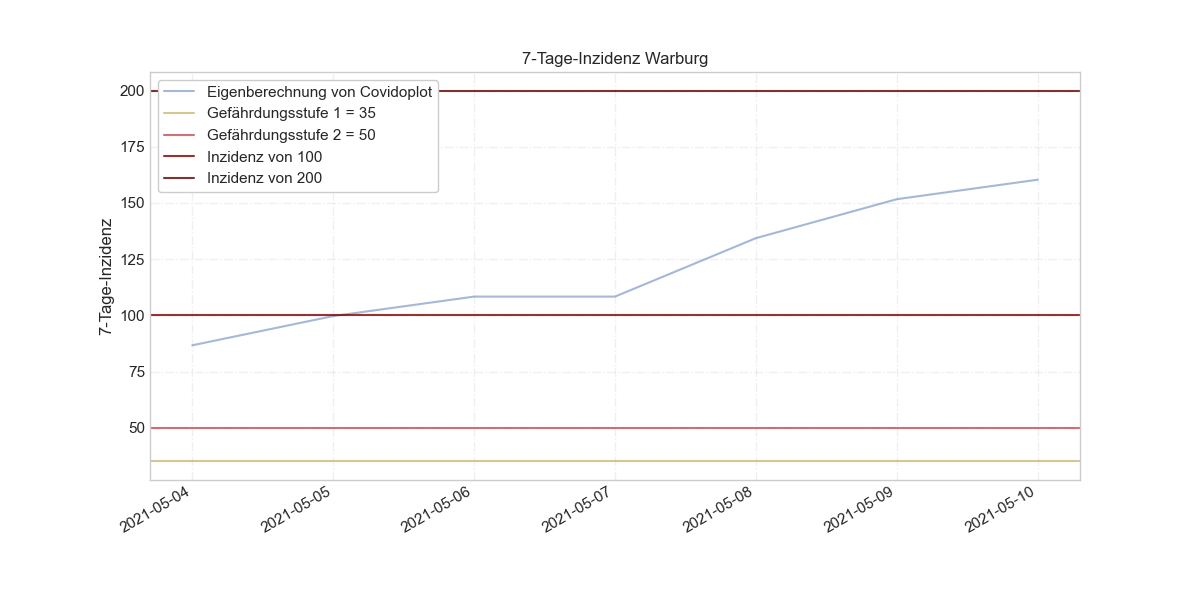 7-Tage-Inzidenz Warburg
Eigenberechnung von Covidoplot
Gefährdungsstufe 1 = 35
Gefährdungsstufe 2 = 50
Inzidenz von 100
Inzidenz von 200
7-Tage-Inzidenz
200
175
150
125
100
75
50
2021-05-04
2021-05-05
2021-05-06
2021-05-07
2021-05-08
2021-05-09
2021-05-10